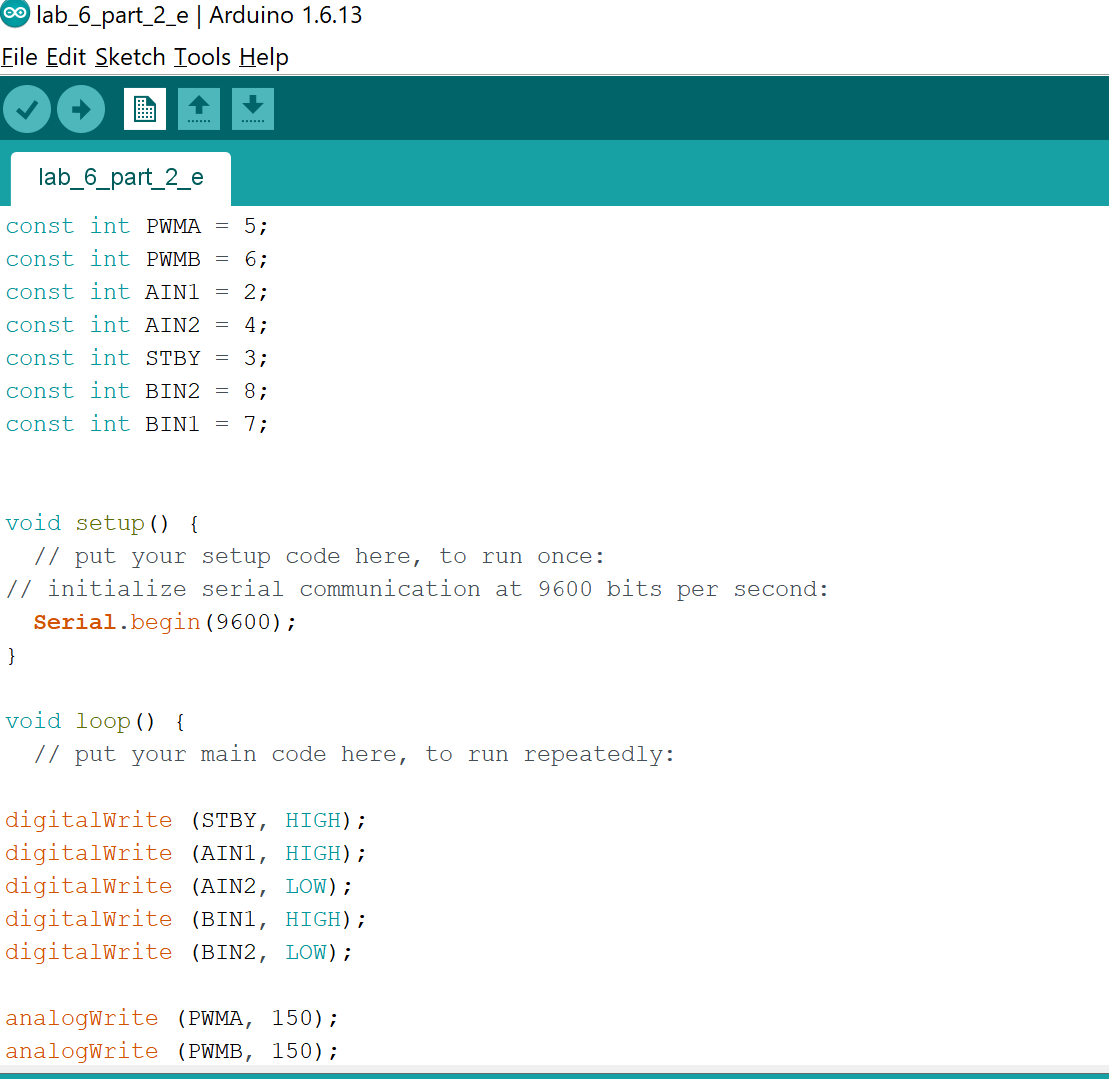 lab_6_part_2_e | Arduino 1.6.13
File Edit Sketch Tools Help
lab_6_part_2_e
const int PWMA = 5;
const int PWMB = 6;
const int AIN1 = 2;
const int AIN2 = 4;
const int STBY = 3;
const int BIN2 = 8;
const int BIN1 = 7;
void setup() {
  // put your setup code here, to run once:
// initialize serial communication at 9600 bits per second:
  Serial.begin(9600);
}
void loop() {
  // put your main code here, to run repeatedly:
digitalWrite (STBY, HIGH);
digitalWrite (AIN1, HIGH);
digitalWrite (AIN2, LOW);
digitalWrite (BIN1, HIGH);
digitalWrite (BIN2, LOW);
analogWrite (PWMA, 150);
analogWrite (PWMB, 150);